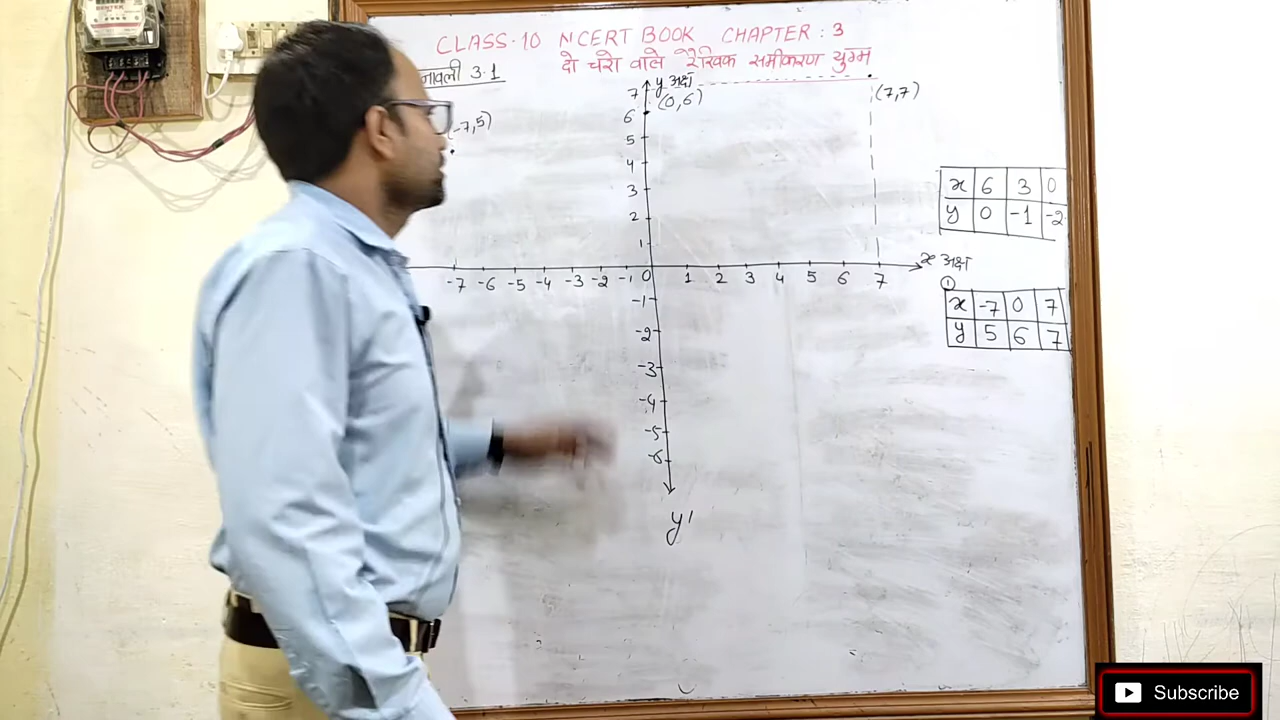 CLASS-10 NCERT BOOK CHAPTER : 3
दो चरो वाले रैखिक समीकरण युग्म
3.1
y अक्ष
(0,6)
(7,7)
(-7,5)
7
6
5
4
3
2
1
-7 -6 -5 -4 -3 -2 -1 0 1 2 3 4 5 6 7
x अक्ष
-1
-2
-3
-4
-5
-6
y'
x 6 3 0
y 0 -1 -2
①
x -7 0 7
y 5 6 7
Subscribe